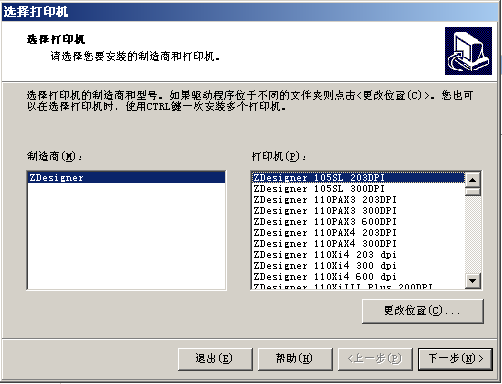 选择打印机
选择打印机
请选择您要安装的制造商和打印机。
选择打印机的制造商和型号。如果驱动程序位于不同的文件夹则点击<更改位置(C)>。您也可
以在选择打印机时，使用CTRL键一次安装多个打印机。
制造商(M)：
打印机(P)：
ZDesigner
ZDesigner 105SL 203DPI
ZDesigner 105SL 300DPI
ZDesigner 110PAX3 203DPI
ZDesigner 110PAX3 300DPI
ZDesigner 110PAX3 600DPI
ZDesigner 110PAX4 203DPI
ZDesigner 110PAX4 300DPI
ZDesigner 110Xi4 203 dpi
ZDesigner 110Xi4 300 dpi
ZDesigner 110Xi4 600 dpi
ZDesigner 110XiIII Plus 200DPI
更改位置(C)...
退出(E)
帮助(H)
<上一步(P)
下一步(N)>